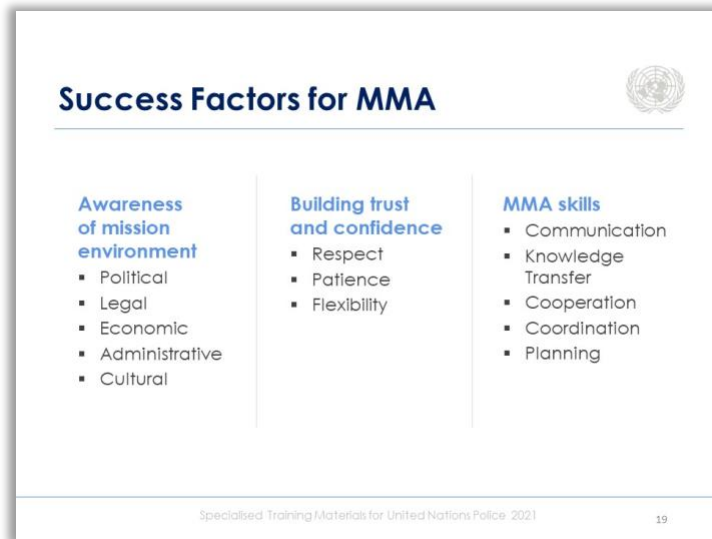 Success Factors for MMA
Awareness
of mission
environment
▪ Political
▪ Legal
▪ Economic
▪ Administrative
▪ Cultural
Building trust
and confidence
▪ Respect
▪ Patience
▪ Flexibility
MMA skills
▪ Communication
▪ Knowledge
Transfer
▪ Cooperation
▪ Coordination
▪ Planning
Specialised Training Materials for United Nations Police 2021
19